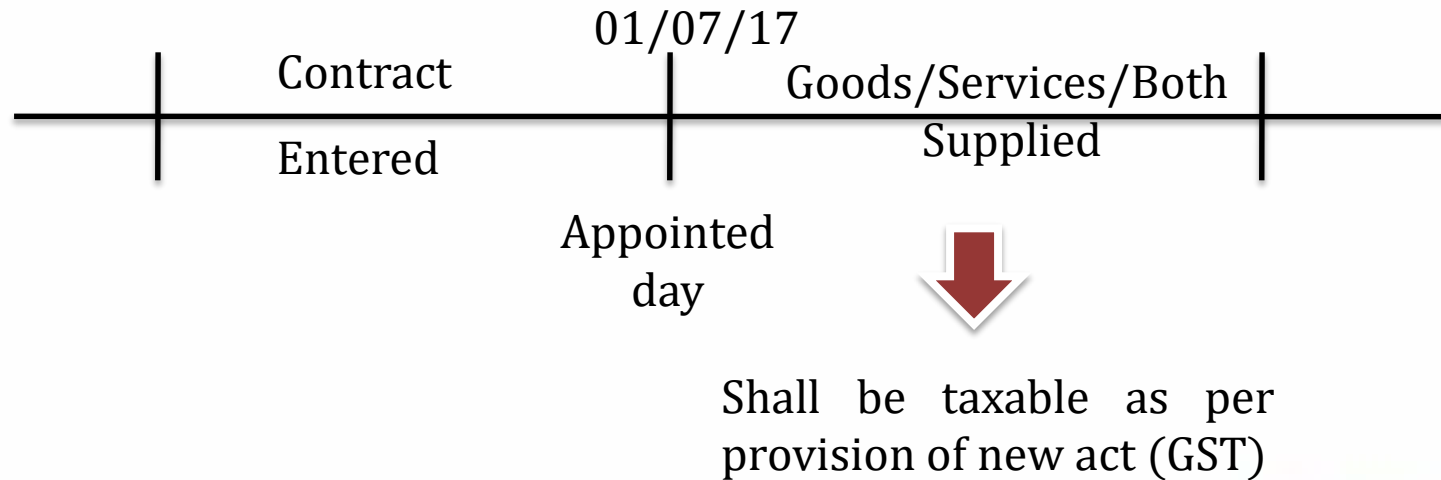 01/07/17
Contract
Entered
Goods/Services/Both
Supplied
Appointed
day
Shall be taxable as per
provision of new act (GST)